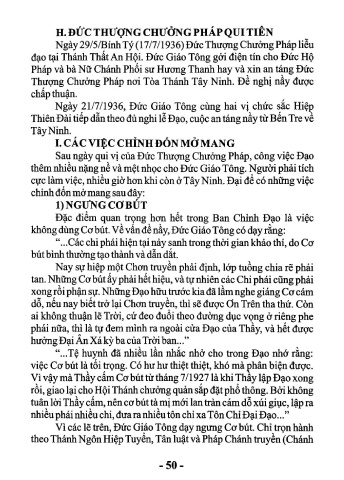 H. ĐỨC THƯỢNG CHƯỞNG PHÁP QUI TIÊN
Ngày 29/5/Bính Tý (17/7/1936) Đức Thượng Chưởng Pháp liễu
đạo tại Thánh Thất An Hội. Đức Giáo Tông gởi điện tín cho Đức Hộ
Pháp và bà Nữ Chánh Phối sư Hương Thanh hay và xin an táng Đức
Thượng Chưởng Pháp nơi Tòa Thánh Tây Ninh. Đề nghị nầy được
chấp thuận.
Ngày 21/7/1936, Đức Giáo Tông cùng hai vị chức sắc Hiệp
Thiên Đài tiếp dẫn theo đủ nghi lễ Đạo, cuộc an táng nầy từ Bến Tre về
Tây Ninh.
I. CÁC VIỆC CHỈNH ĐỐN MỞ MANG
Sau ngày qui vị của Đức Thượng Chưởng Pháp, công việc Đạo
thêm nhiều nặng nề và mệt nhọc cho Đức Giáo Tông. Người phải tích
cực làm việc, nhiều giờ hơn khi còn ở Tây Ninh. Đại để có những việc
chỉnh đốn mở mang sau đây:
1) NGƯNG CƠ BÚT
Đặc điểm quan trọng hơn hết trong Ban Chỉnh Đạo là việc
không dùng Cơ bút. Về vấn đề nầy, Đức Giáo Tông có dạy rằng:
"...Các chi phái hiện tại nảy sanh trong thời gian khảo thí, do Cơ
bút bình thường tạo thành và dẫn dắt.
Nay sự hiệp một Chơn truyền phải định, lớp tuồng chia rẽ phải
tan. Những Cơ bút ấy phải hết hiệu, và tự nhiên các Chi phái cũng phải
xong rồi phận sự. Những Đạo hữu trước kia đã lầm nghe giáng Cơ cám
dỗ, nếu nay biết trở lại Chơn truyền, thì sẽ được Ơn Trên tha thứ. Còn
ai không thuận lẽ Trời, cứ đeo đuổi theo đường dục vọng ở riêng phe
phái nữa, thì là tự đem mình ra ngoài cửa Đạo của Thầy, và hết được
hưởng Đại Ân Xá kỳ ba của Trời ban..."
"...Tệ huynh đã nhiều lần nhắc nhở cho trong Đạo nhớ rằng:
việc Cơ bút là tối trọng. Có hư hư thiệt thiệt, khó mà phân biện được.
Vì vậy mà Thầy cấm Cơ bút từ tháng 7/1927 là khi Thầy lập Đạo xong
rồi, giao lại cho Hội Thánh chưởng quản sắp đặt phổ thông. Bởi không
tuân lời Thầy cấm, nên cơ bút tà mị mới lan tràn cám dỗ xúi giục, lập ra
nhiều phái nhiều chi, đưa ra nhiều tôn chỉ xa Tôn Chỉ Đại Đạo..."
Vì các lẽ trên, Đức Giáo Tông dạy ngưng Cơ bút. Chỉ trọn hành
theo Thánh Ngôn Hiệp Tuyển, Tân luật và Pháp Chánh truyền (Chánh
- 50 -